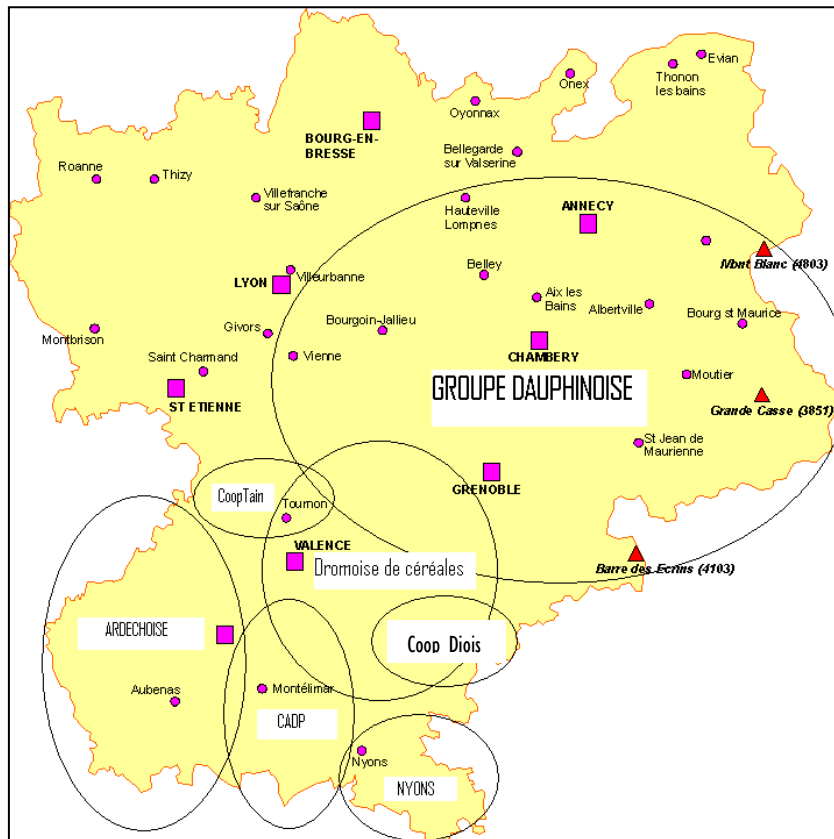 Evian
Onex
Thonon
les bains
Oyonnax
BOURG-EN-
BRESSE
Bellegarde
sur Valserine
Roanne
Thizy
Villefranche
sur Saône
Hauteville
Lompnes
ANNECY
Mont Blanc (4803)
Belley
Villeurbanne
LYON
Aix les
Bains
Albertville
Bourg st Maurice
Montbrison
Givors
Bourgoin-Jallieu
Vienne
Saint Chamnand
CHAMBERY
Moutier
ST ETIENNE
GROUPE DAUPHINOISE
Grande Casse (3851)
St Jean de
Maurienne
GRENOBLE
CoopTain
Tournon
VALENCE
Dromoise de céréales
Barre des Ecrins (4103)
ARDECHOISE
Coop Diois
Aubenas
Montélimar
CADP
Nyons
NYONS